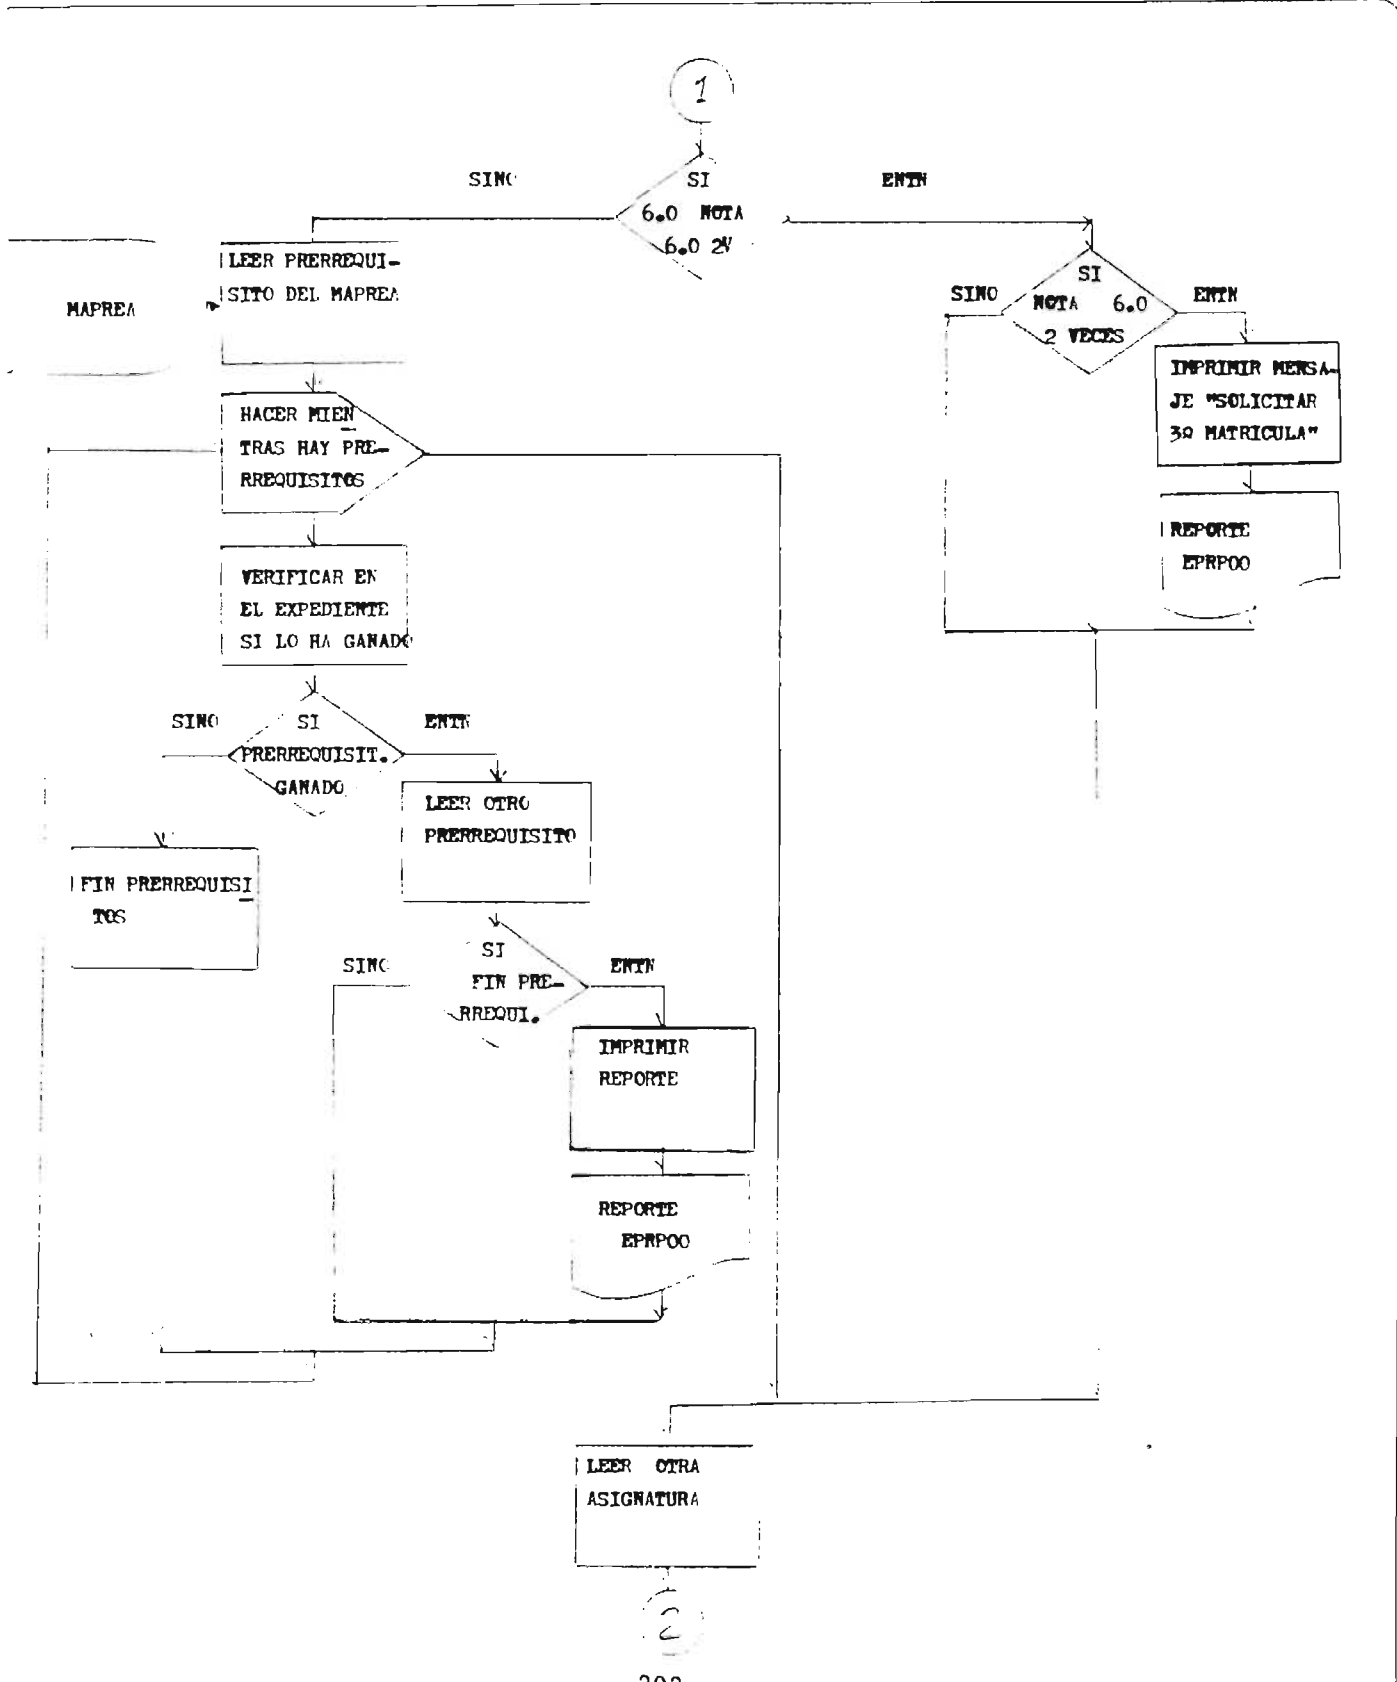 1
SINO
SI
ENTN
6.0 NOTA
6.0 2V
MAPREA
LEER PRERREQUI-
SITO DEL MAPREA
SINO
SI
ENTN
NOTA 6.0
2 VECES
IMPRIMIR MENSA-
JE "SOLICITAR
3º MATRICULA"
HACER MIEN
TRAS HAY PRE-
RREQUISITOS
REPORTE
EPRPOO
VERIFICAR EN
EL EXPEDIENTE
SI LO HA GANADO
SINO
SI
ENTN
PRERREQUISIT.
GANADO
LEER OTRO
PRERREQUISITO
FIN PRERREQUISI
TOS
SINO
SI
ENTN
FIN PRE-
RREQUI.
IMPRIMIR
REPORTE
REPORTE
EPRPOO
LEER OTRA
ASIGNATURA
2